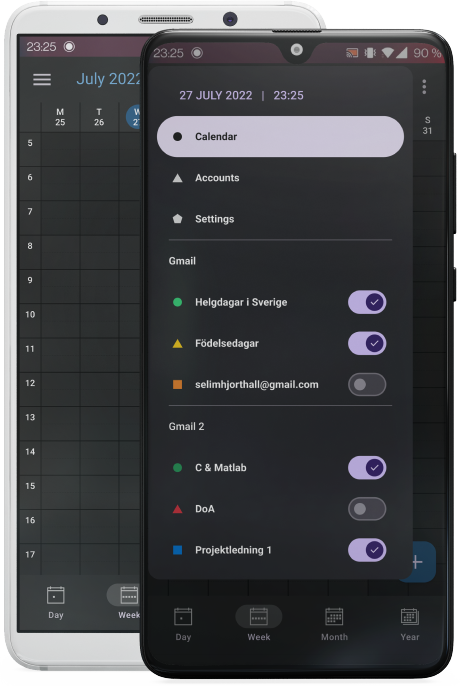 23:25
July 2022
M
25
T
26
W
5
6
7
8
9
10
11
12
13
14
15
16
17
Day
Week
23:25
90 %
27 JULY 2022 | 23:25
Calendar
Accounts
Settings
Gmail
Helgdagar i Sverige
Födelsedagar
selimhjorthall@gmail.com
Gmail 2
C & Matlab
DoA
Projektledning 1
S
31
+
Day
Week
Month
Year